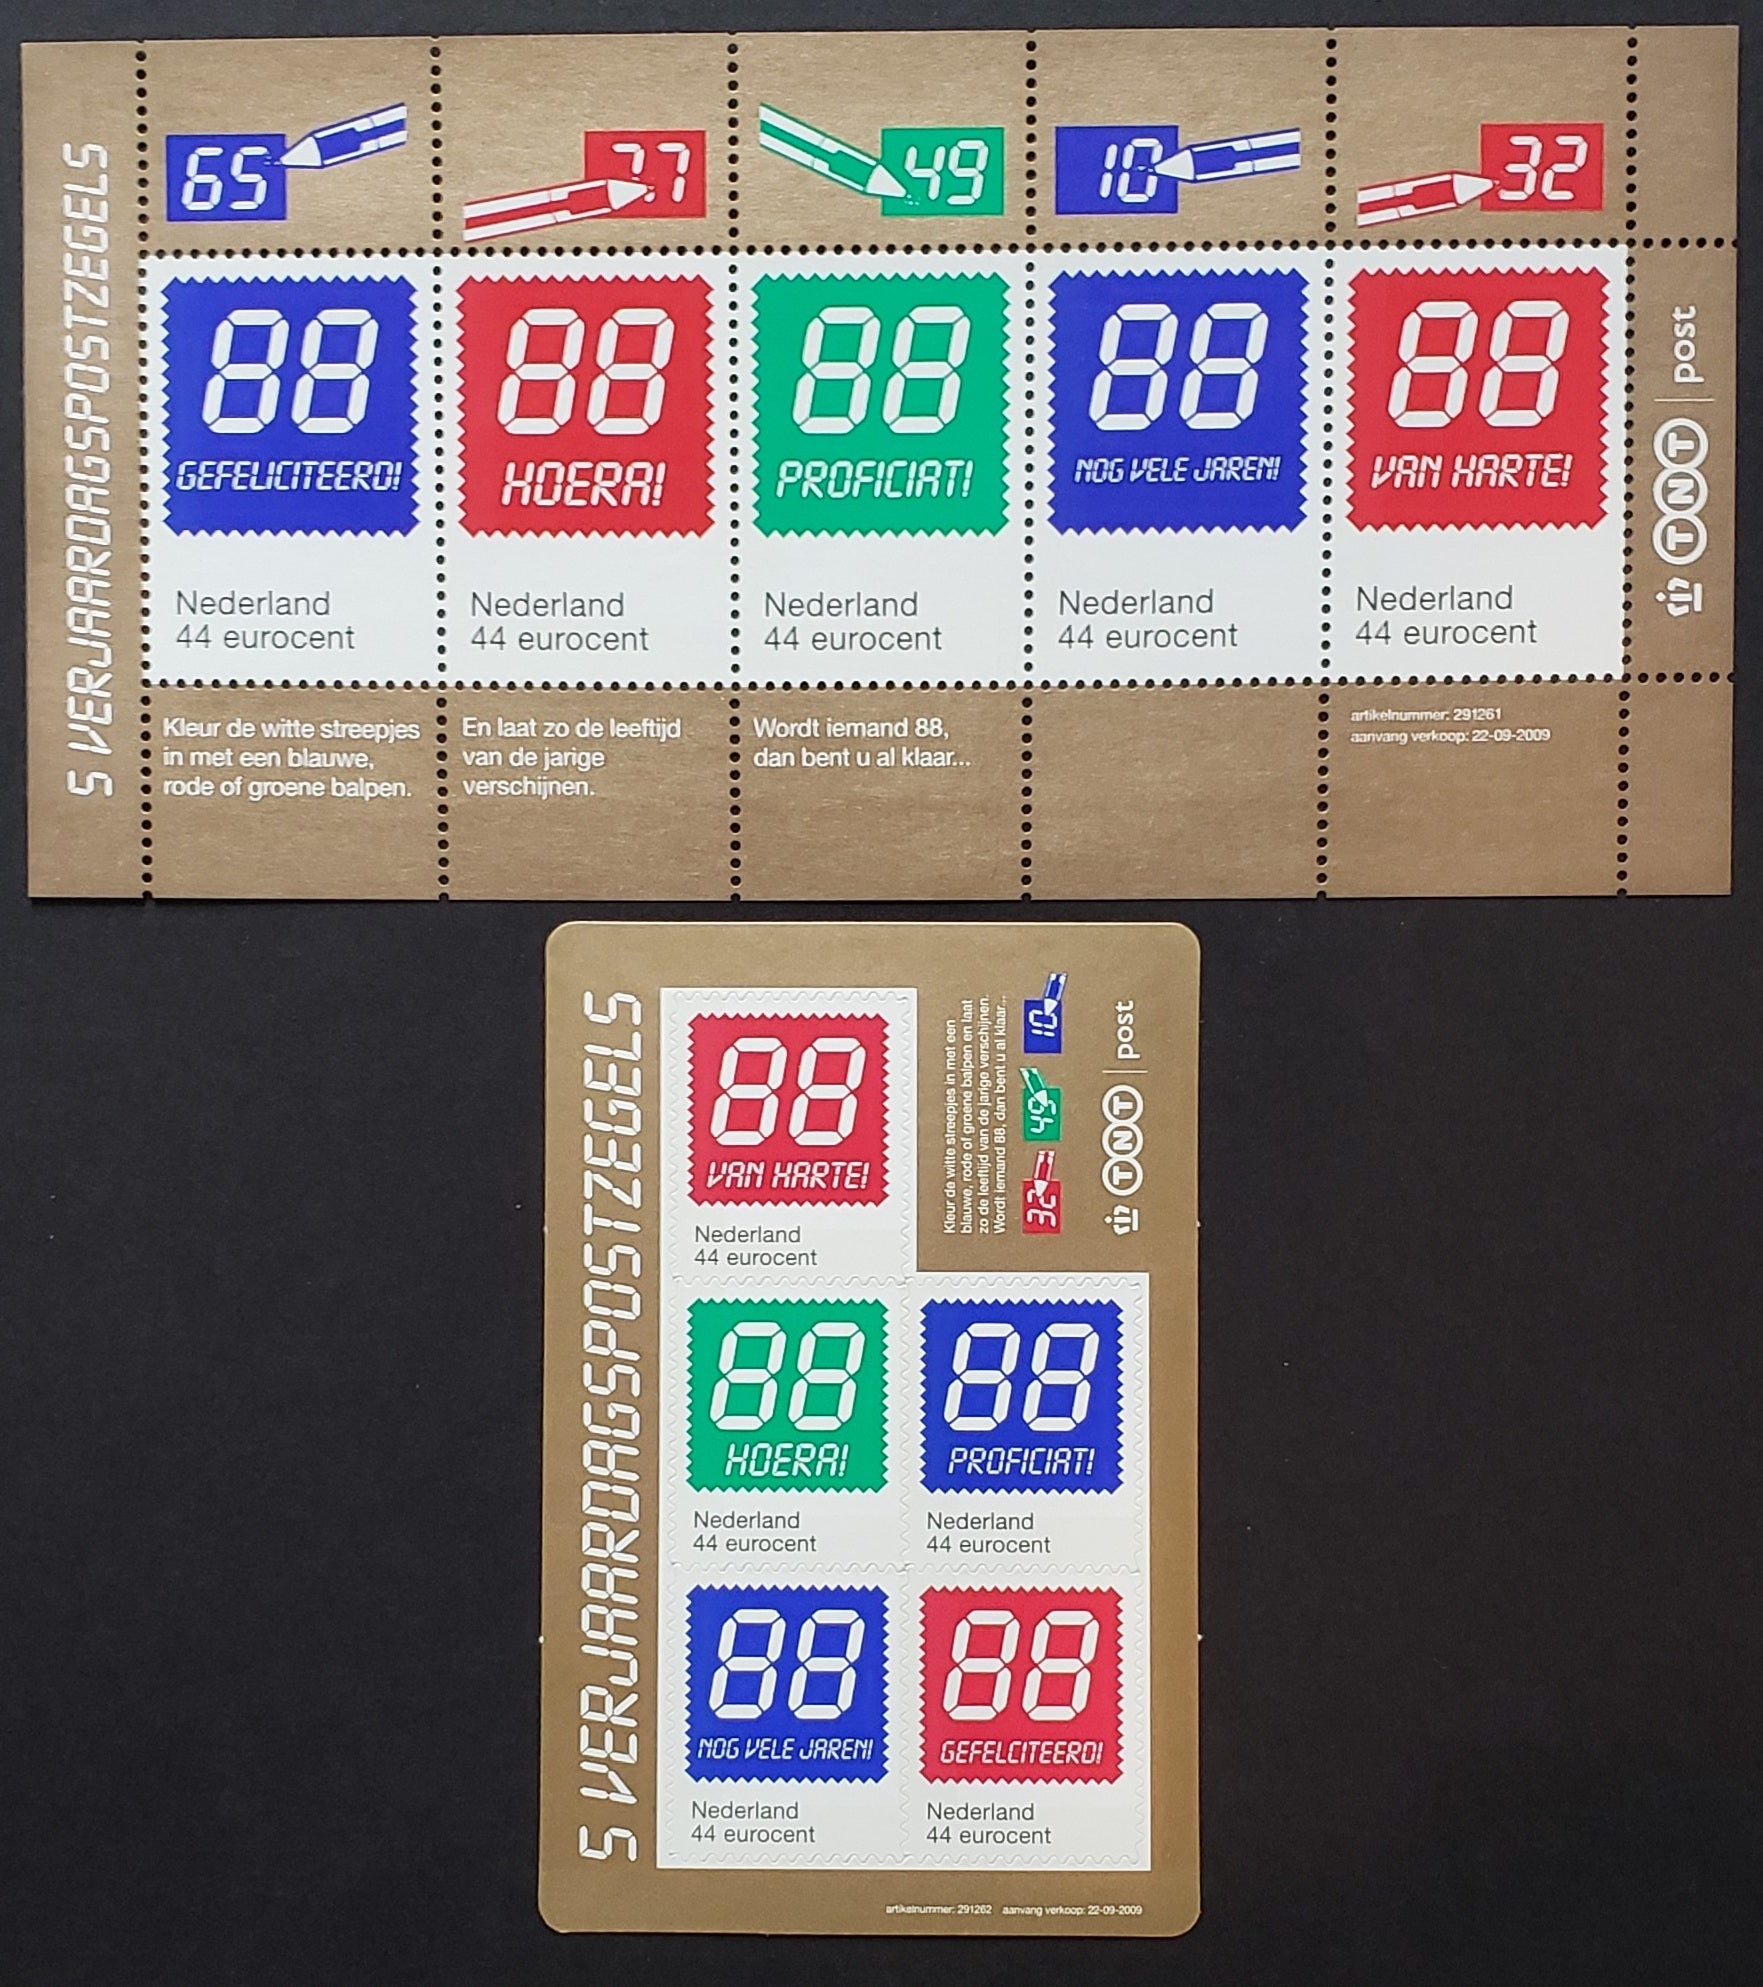 5 VERJAARDAGSPOSTZEGELS
65
49
10
32
88
GEFELICITEERD!
Nederland
44 eurocent
88
HOERA!
Nederland
44 eurocent
88
PROFICIAT!
Nederland
44 eurocent
88
NOG VELE JAREN!
Nederland
44 eurocent
88
VAN HARTE!
Nederland
44 eurocent
TNT | post
Kleur de witte streepjes
in met een blauwe,
rode of groene balpen.
En laat zo de leeftijd
van de jarige
verschijnen.
Wordt iemand 88,
dan bent u al klaar...
artikelnummer: 291261
aanvang verkoop: 22-09-2009
5 VERJAARDAGSPOSTZEGELS
88
VAN HARTE!
Nederland
44 eurocent
Kleur de witte streepjes in met een
blauwe, rode of groene balpen en laat
zo de leeftijd van de jarige verschijnen.
Wordt iemand 88, dan bent u al klaar...
32
49
10
TNT | post
88
HOERA!
Nederland
44 eurocent
88
PROFICIAT!
Nederland
44 eurocent
88
NOG VELE JAREN!
Nederland
44 eurocent
88
GEFELCITEERD!
Nederland
44 eurocent
artikelnummer: 291262 aanvang verkoop: 22-09-2009